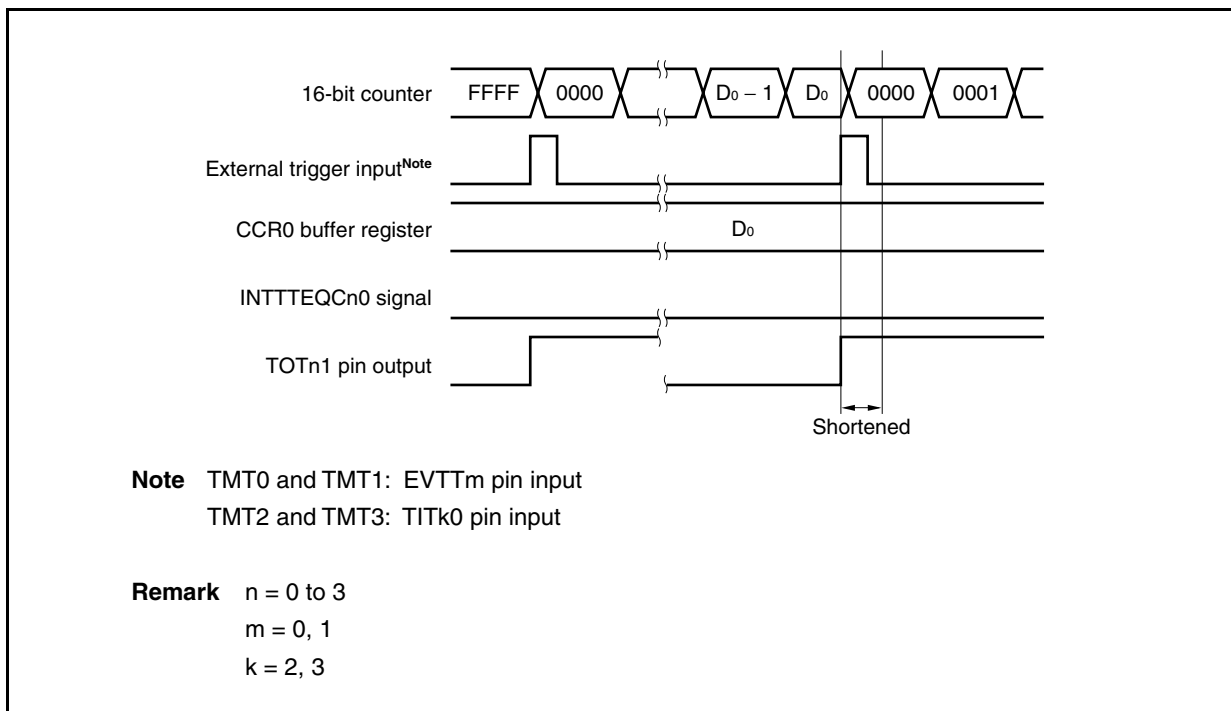 16-bit counter FFFF 0000 D0 − 1 D0 0000 0001
External trigger inputNote
CCR0 buffer register D0
INTTTEQCn0 signal
TOTn1 pin output
Shortened
Note TMT0 and TMT1: EVTTm pin input
TMT2 and TMT3: TITk0 pin input
Remark n = 0 to 3
m = 0, 1
k = 2, 3